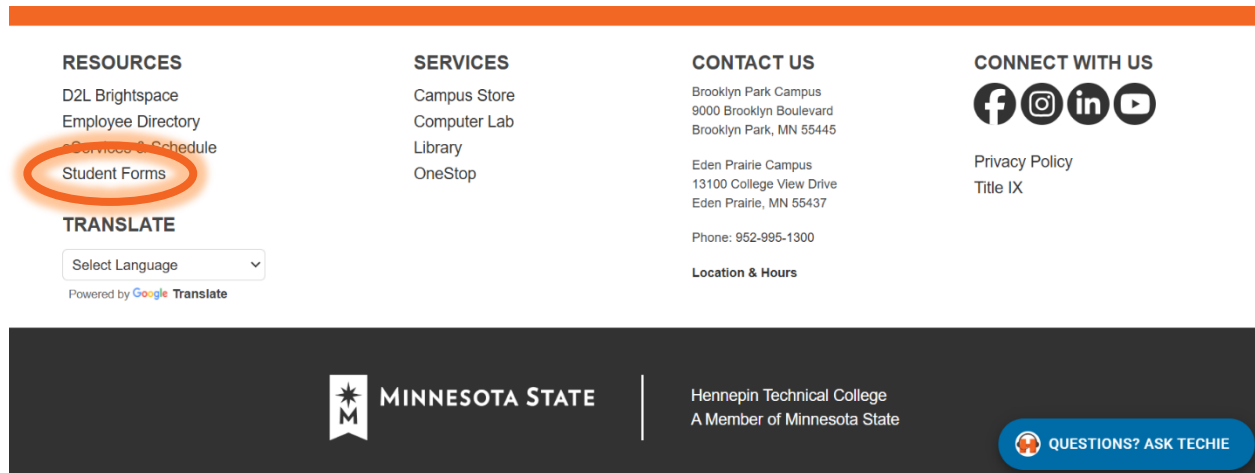 RESOURCES
D2L Brightspace
Employee Directory
eServices & Schedule
Student Forms
TRANSLATE
Select Language
Powered by Google Translate
SERVICES
Campus Store
Computer Lab
Library
OneStop
CONTACT US
Brooklyn Park Campus
9000 Brooklyn Boulevard
Brooklyn Park, MN 55445
Eden Prairie Campus
13100 College View Drive
Eden Prairie, MN 55437
Phone: 952-995-1300
Location & Hours
CONNECT WITH US
Privacy Policy
Title IX
M
MINNESOTA STATE
Hennepin Technical College
A Member of Minnesota State
QUESTIONS? ASK TECHIE